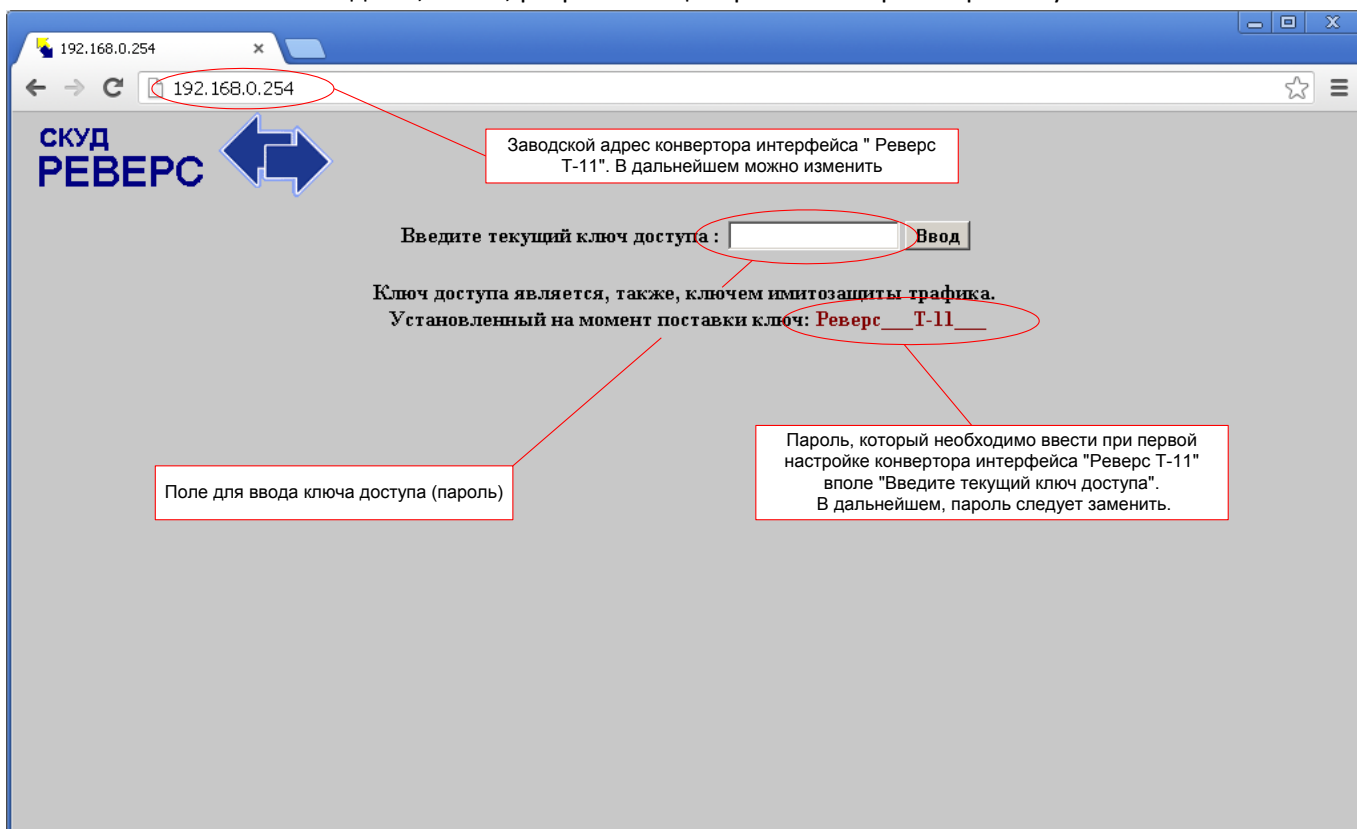 192.168.0.254
192.168.0.254
СКУД
РЕВЕРС
Заводской адрес конвертора интерфейса " Реверс
Т-11". В дальнейшем можно изменить
Введите текущий ключ доступа : Ввод
Ключ доступа является, также, ключем имитозащиты трафика.
Установленный на момент поставки ключ: Реверс___Т-11___
Пароль, который необходимо ввести при первой
настройке конвертора интерфейса "Реверс Т-11"
вполе "Введите текущий ключ доступа".
В дальнейшем, пароль следует заменить.
Поле для ввода ключа доступа (пароль)